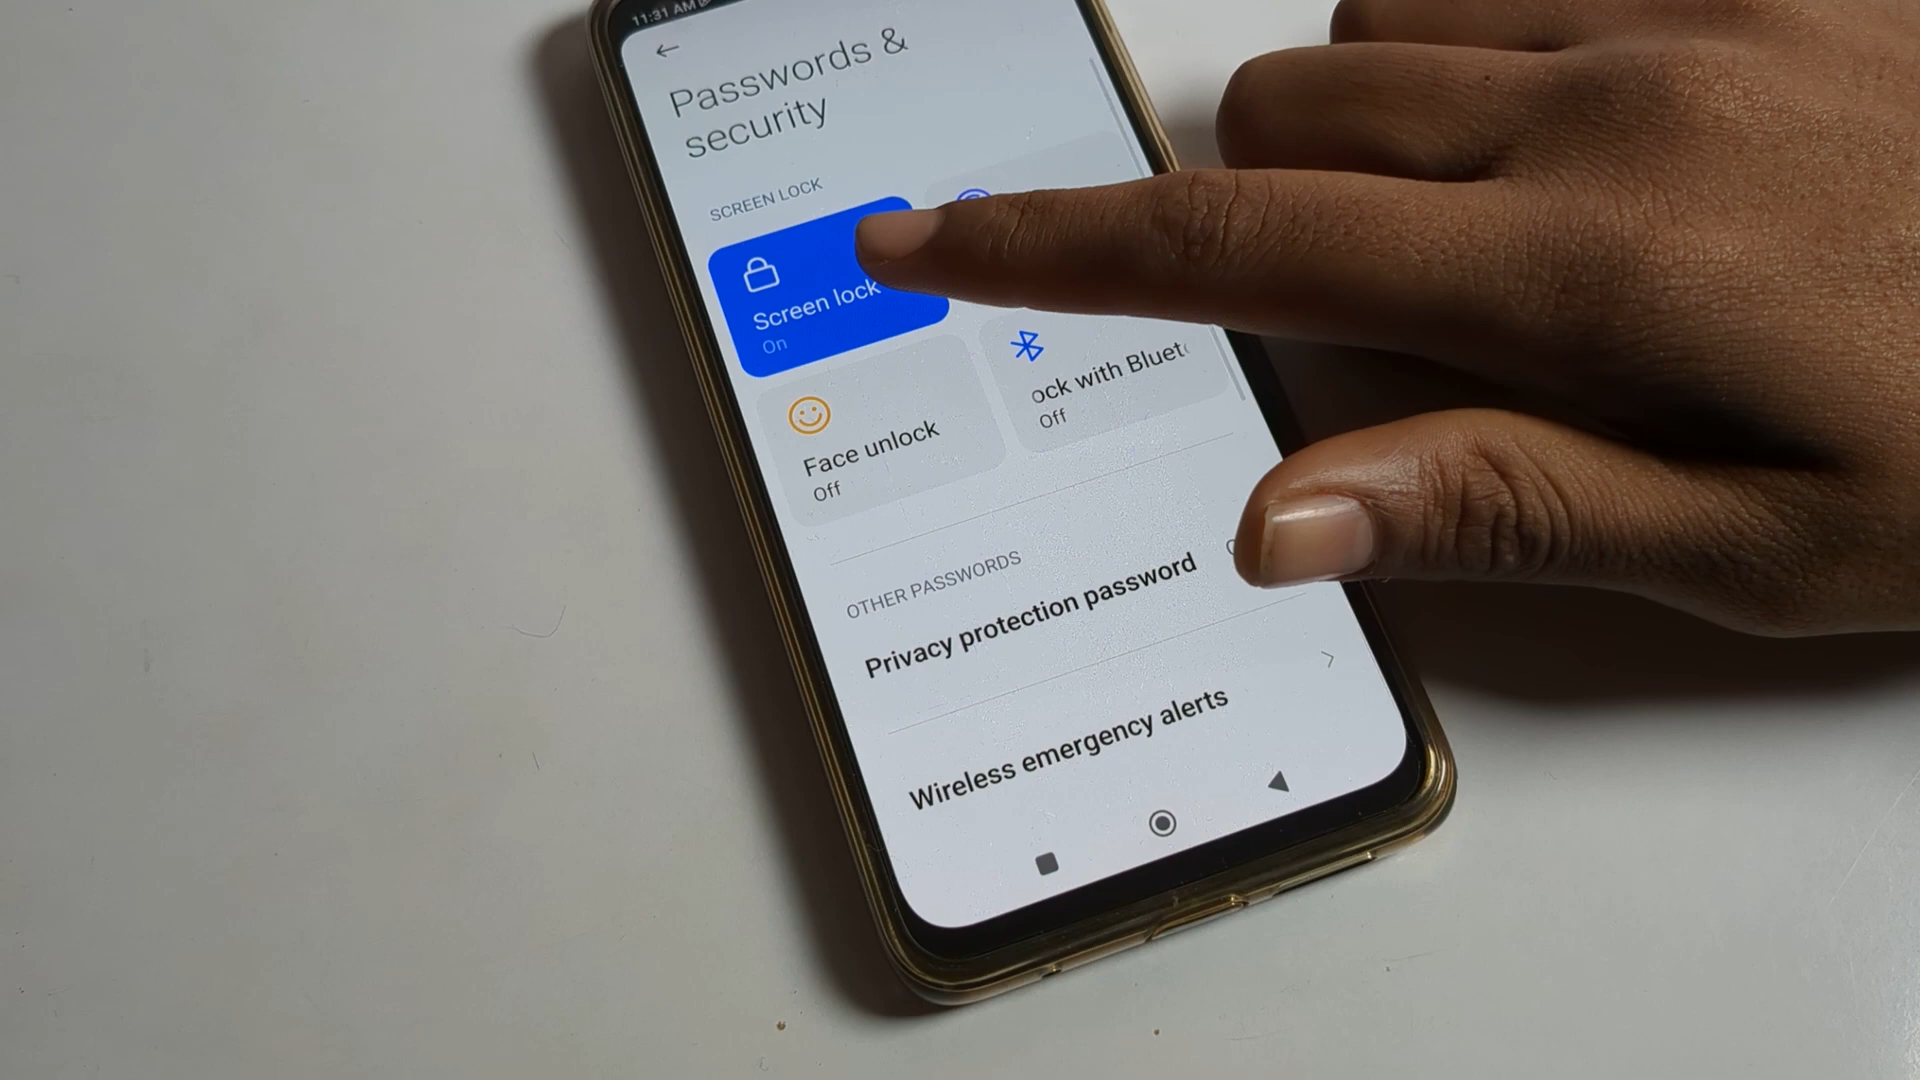 11:31 AM
Passwords &
security
SCREEN LOCK
Screen lock
On
ock with Bluet
Off
Face unlock
Off
OTHER PASSWORDS
Privacy protection password
Wireless emergency alerts